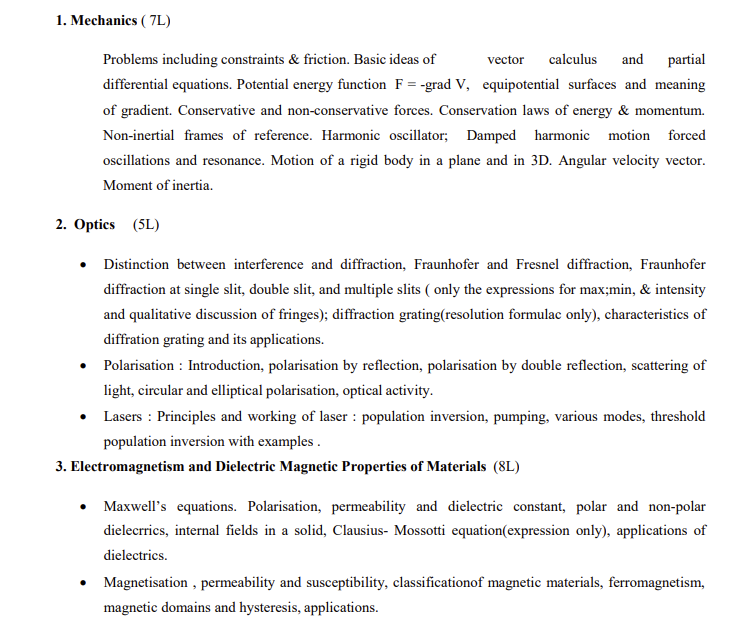 1. Mechanics ( 7L)
Problems including constraints & friction. Basic ideas of vector calculus and partial
differential equations. Potential energy function F = -grad V, equipotential surfaces and meaning
of gradient. Conservative and non-conservative forces. Conservation laws of energy & momentum.
Non-inertial frames of reference. Harmonic oscillator; Damped harmonic motion forced
oscillations and resonance. Motion of a rigid body in a plane and in 3D. Angular velocity vector.
Moment of inertia.
2. Optics (5L)
• Distinction between interference and diffraction, Fraunhofer and Fresnel diffraction, Fraunhofer
diffraction at single slit, double slit, and multiple slits ( only the expressions for max;min, & intensity
and qualitative discussion of fringes); diffraction grating(resolution formulac only), characteristics of
diffration grating and its applications.
• Polarisation : Introduction, polarisation by reflection, polarisation by double reflection, scattering of
light, circular and elliptical polarisation, optical activity.
• Lasers : Principles and working of laser : population inversion, pumping, various modes, threshold
population inversion with examples .
3. Electromagnetism and Dielectric Magnetic Properties of Materials (8L)
• Maxwell's equations. Polarisation, permeability and dielectric constant, polar and non-polar
dielecrrics, internal fields in a solid, Clausius- Mossotti equation(expression only), applications of
dielectrics.
• Magnetisation , permeability and susceptibility, classificationof magnetic materials, ferromagnetism,
magnetic domains and hysteresis, applications.